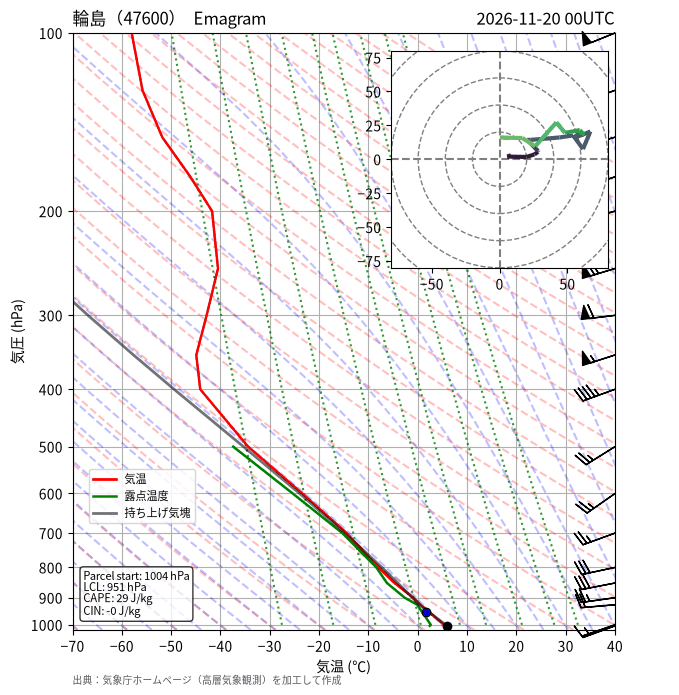 輪島（47600） Emagram
2026-11-20 00UTC
100
200
300
400
500
600
700
800
900
1000
気圧 (hPa)
75
50
25
0
−25
−50
−75
−50
0
50
気温
露点温度
持ち上げ気塊
Parcel start: 1004 hPa
LCL: 951 hPa
CAPE: 29 J/kg
CIN: -0 J/kg
−70
−60
−50
−40
−30
−20
−10
0
10
20
30
40
気温 (°C)
出典：気象庁ホームページ（高層気象観測）を加工して作成